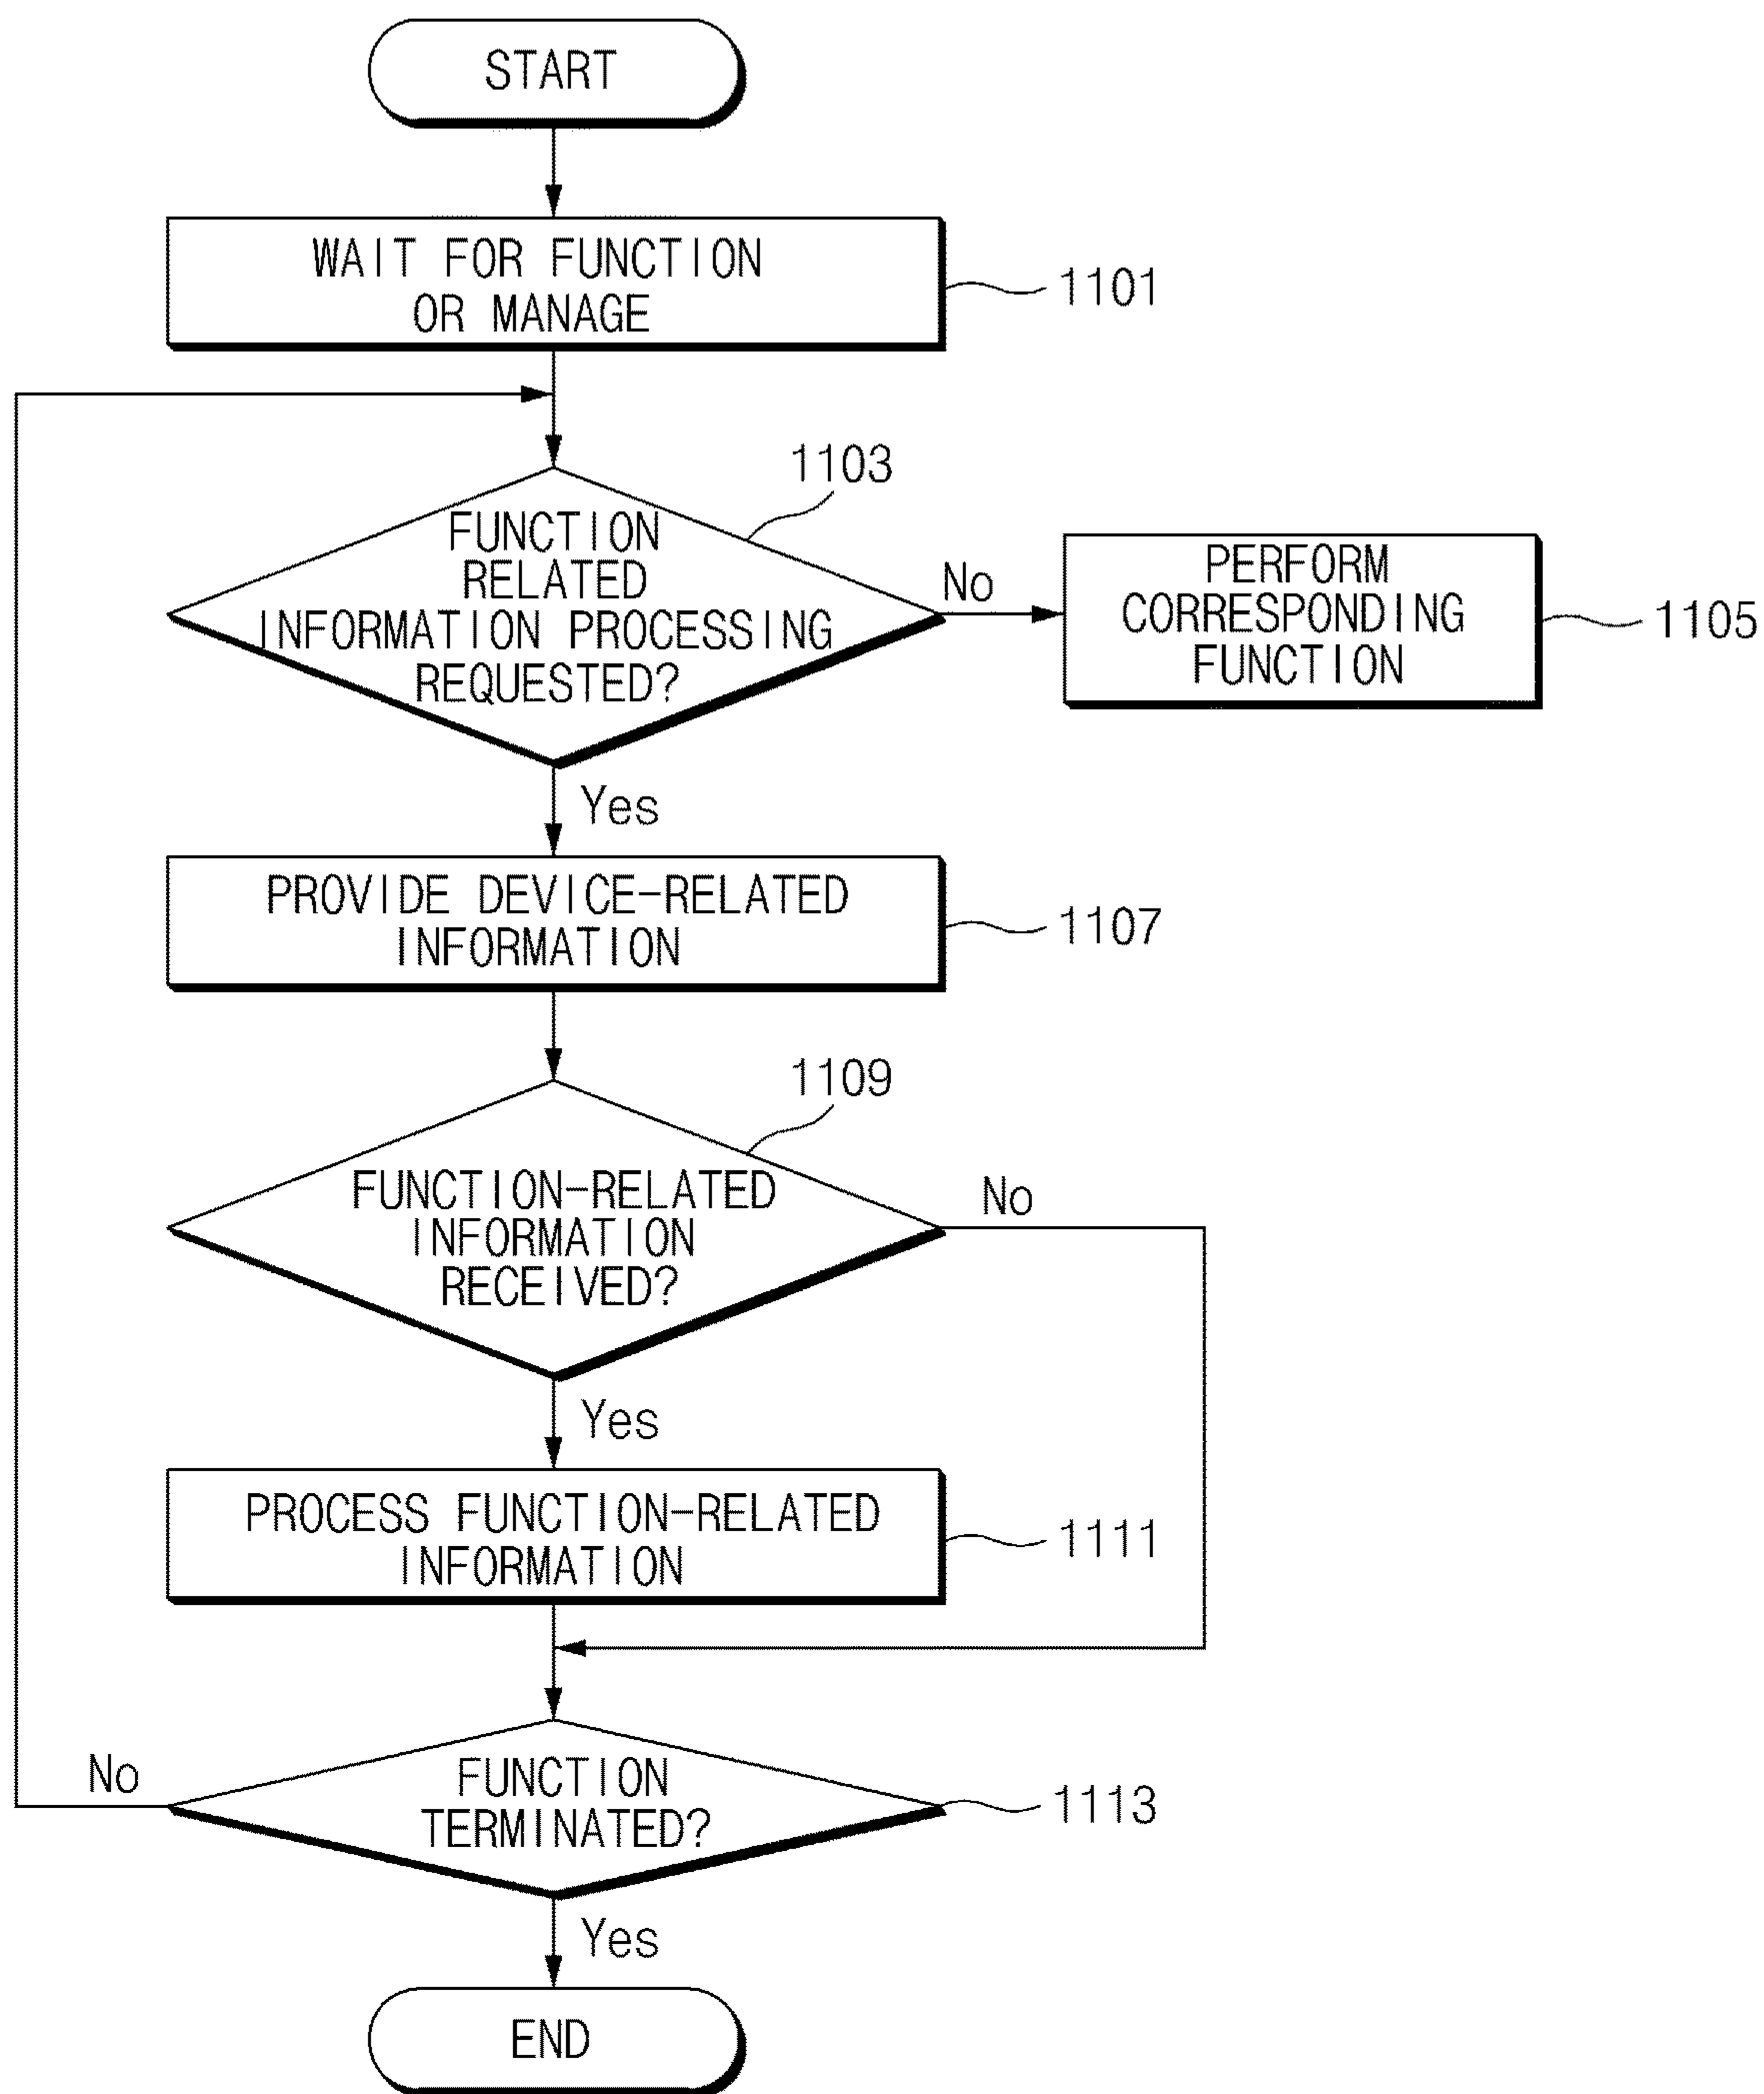 START
WAIT FOR FUNCTION
OR MANAGE
1101
1103
FUNCTION
RELATED
INFORMATION PROCESSING
REQUESTED?
No
PERFORM
CORRESPONDING
FUNCTION
1105
Yes
PROVIDE DEVICE-RELATED
INFORMATION
1107
1109
FUNCTION-RELATED
INFORMATION
RECEIVED?
No
Yes
PROCESS FUNCTION-RELATED
INFORMATION
1111
No
FUNCTION
TERMINATED?
1113
Yes
END